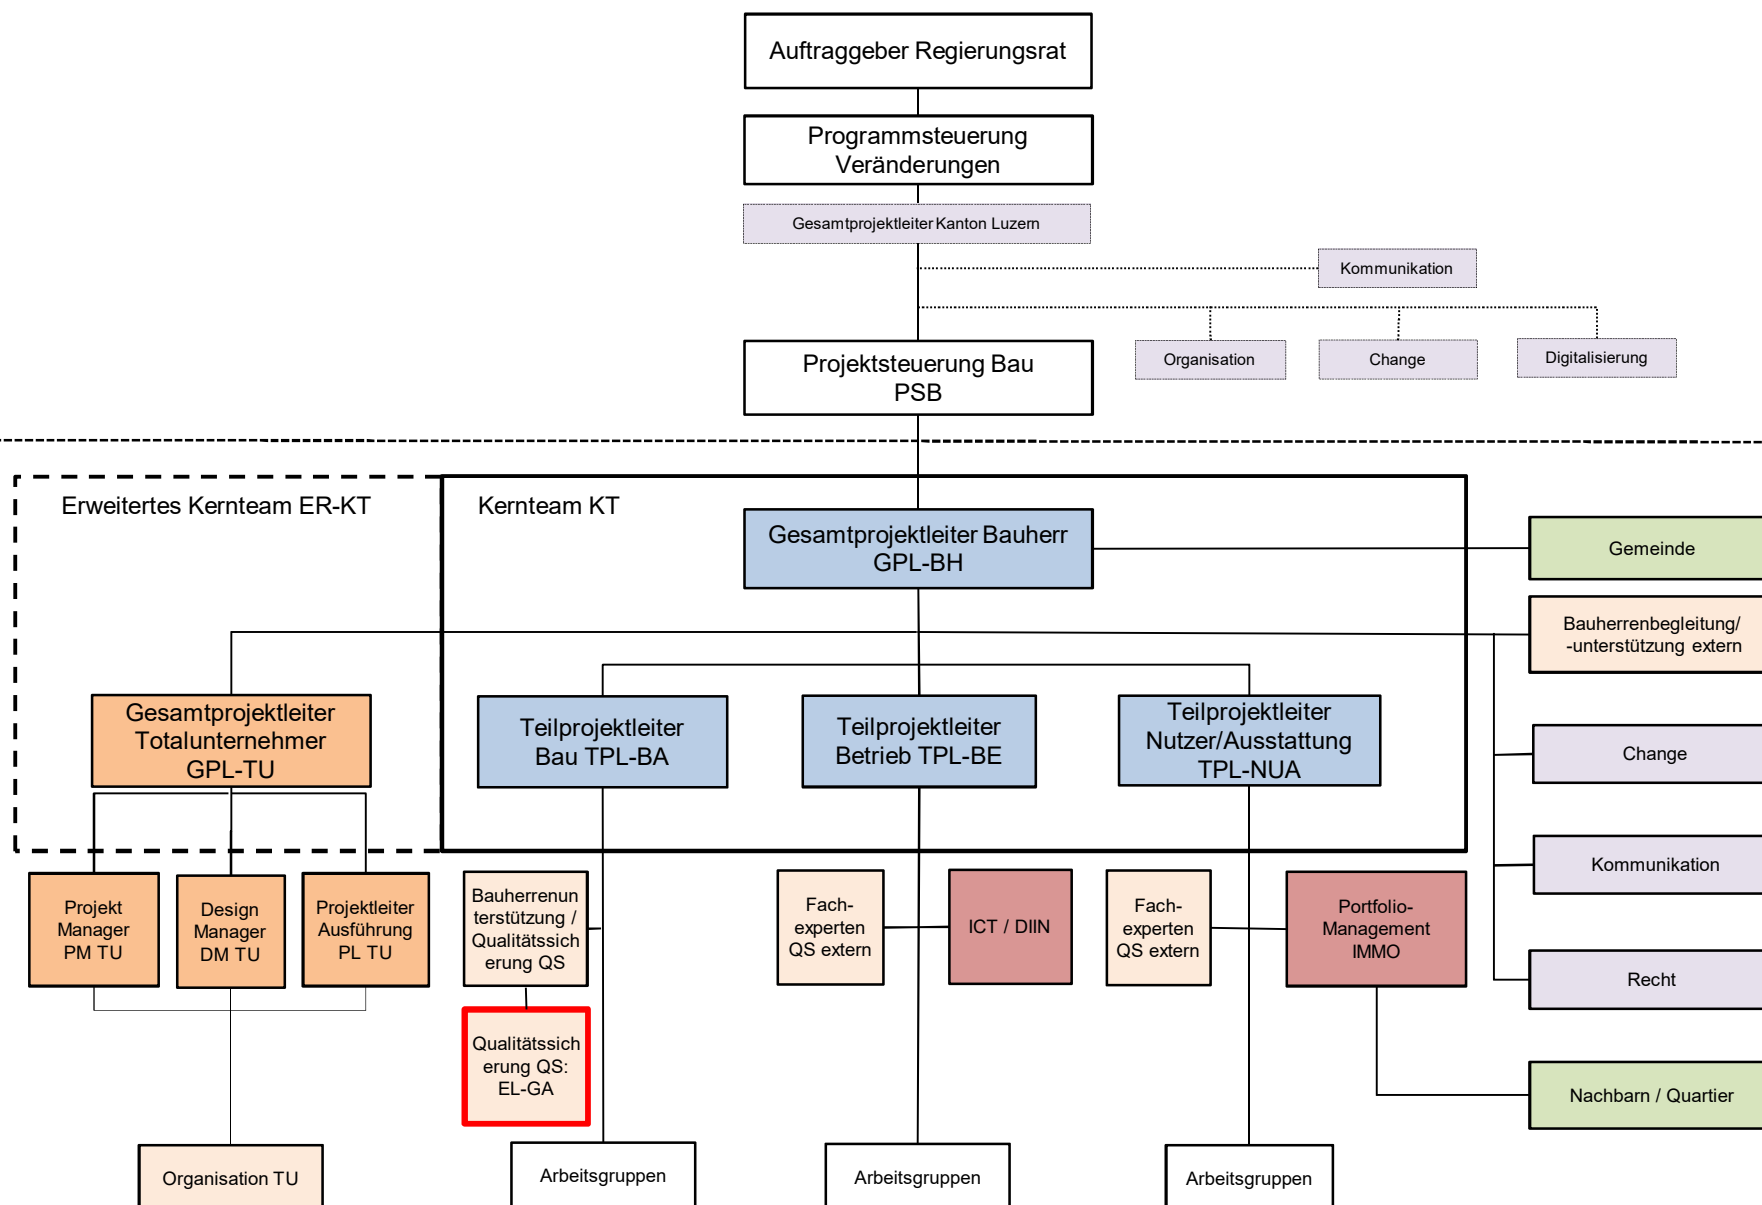 Auftraggeber Regierungsrat
Programmsteuerung
Veränderungen
Gesamtprojektleiter Kanton Luzern
Kommunikation
Organisation
Change
Digitalisierung
Projektsteuerung Bau
PSB
Erweitertes Kernteam ER-KT
Kernteam KT
Gesamtprojektleiter Bauherr
GPL-BH
Gemeinde
Bauherrenbegleitung/
-unterstützung extern
Gesamtprojektleiter
Totalunternehmer
GPL-TU
Teilprojektleiter
Bau TPL-BA
Teilprojektleiter
Betrieb TPL-BE
Teilprojektleiter
Nutzer/Ausstattung
TPL-NUA
Change
Kommunikation
Projekt
Manager
PM TU
Design
Manager
DM TU
Projektleiter
Ausführung
PL TU
Bauherrenun
terstützung /
Qualitätssich
erung QS
Fach-
experten
QS extern
ICT / DIIN
Fach-
experten
QS extern
Portfolio-
Management
IMMO
Recht
Qualitätssich
erung QS:
EL-GA
Nachbarn / Quartier
Organisation TU
Arbeitsgruppen
Arbeitsgruppen
Arbeitsgruppen